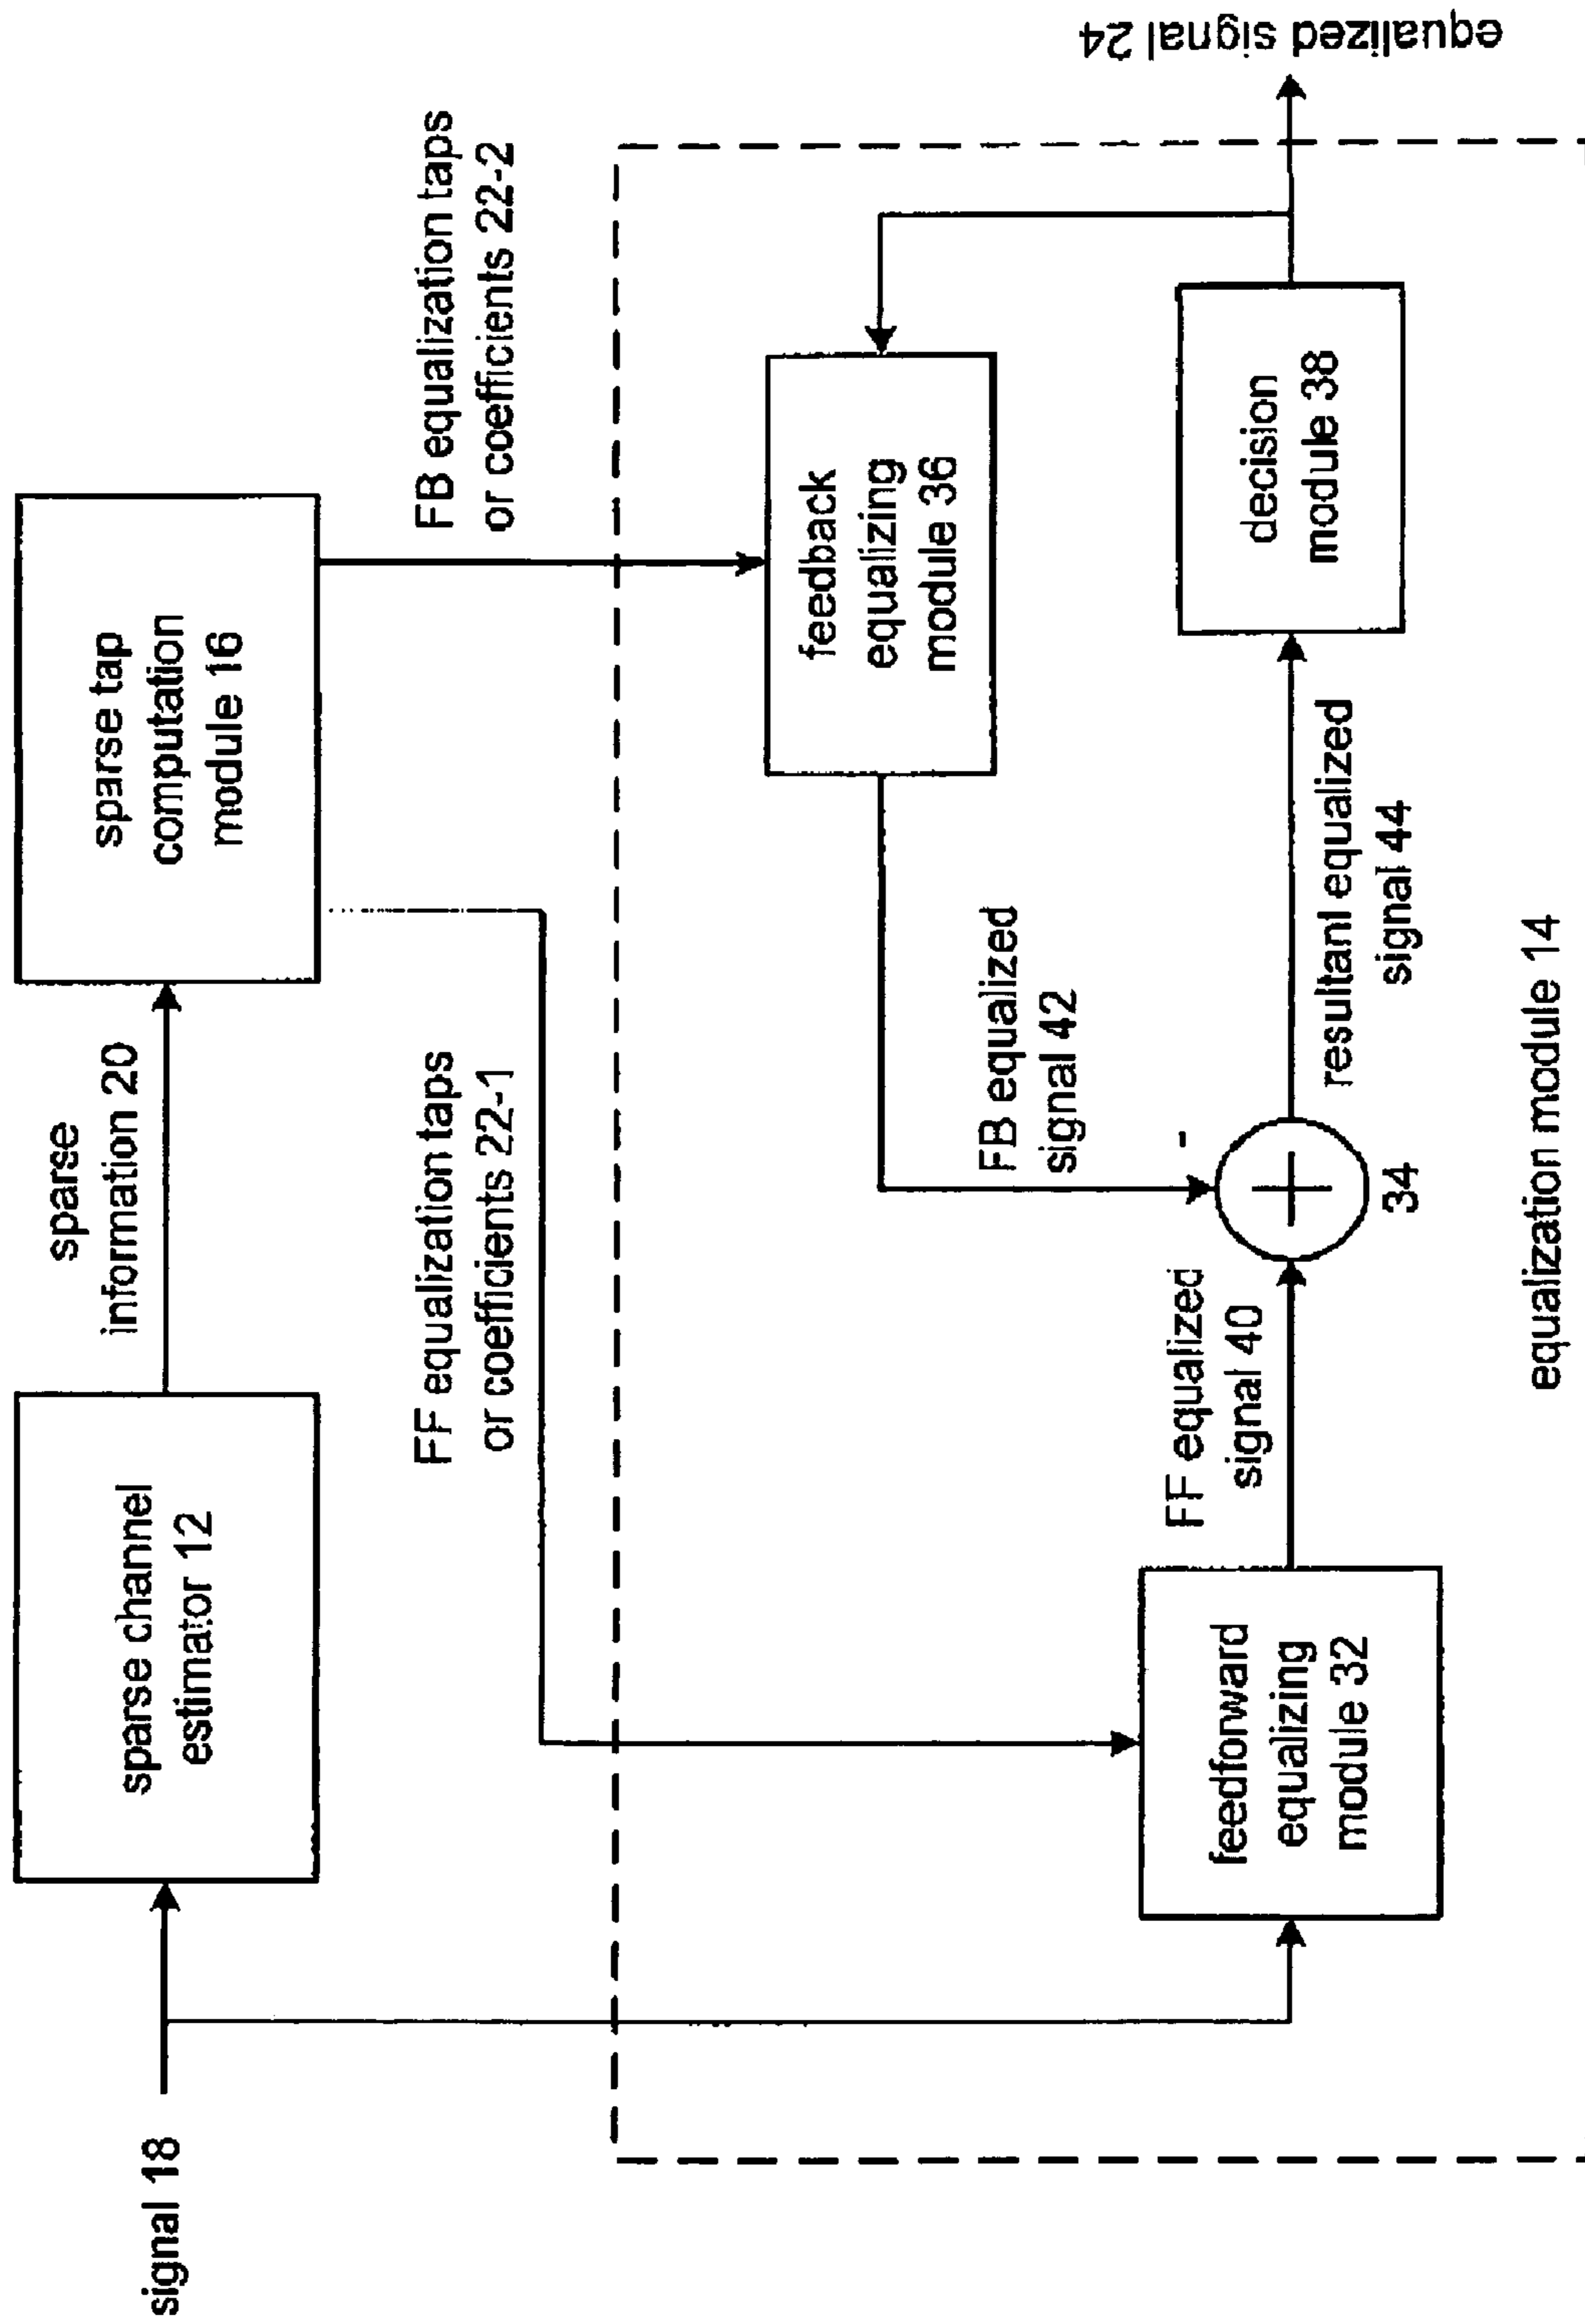 signal 18
sparse channel
estimator 12
sparse
information 20
sparse tap
computation
module 16
FF equalization taps
or coefficients 22-1
FB equalization taps
or coefficients 22-2
feedforward
equalizing
module 32
FF equalized
signal 40
34
+
-
FB equalized
signal 42
feedback
equalizing
module 36
resultant equalized
signal 44
decision
module 38
equalized signal 24
equalization module 14